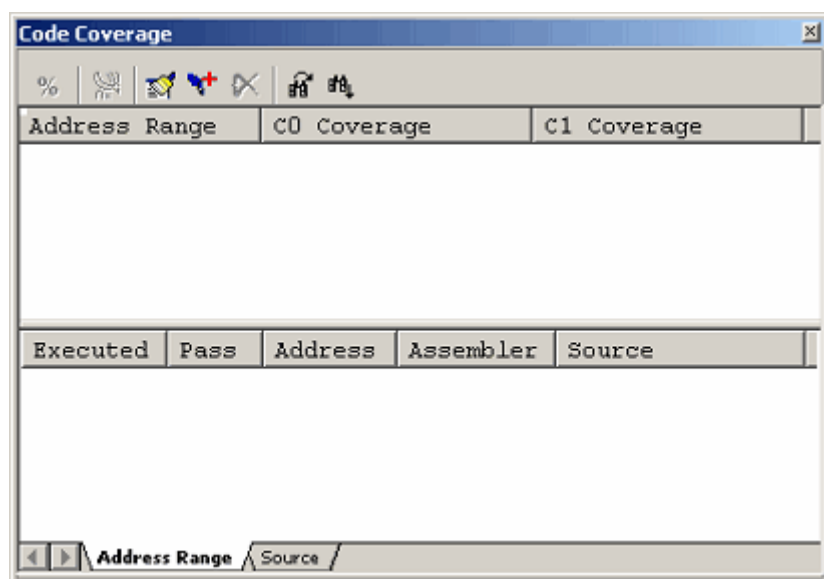 Code Coverage
%
Address Range C0 Coverage C1 Coverage
Executed Pass Address Assembler Source
Address Range Source